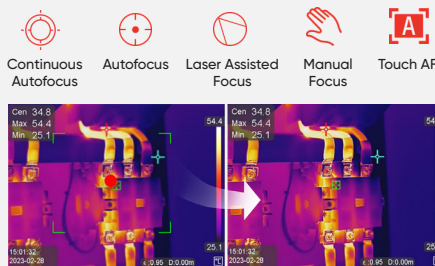 A
Continuous
Autofocus
Autofocus
Laser Assisted
Focus
Manual
Focus
Touch AF
Cen 34.8
Max 54.4
Min 25.1
54.4
15:01:32
2023-02-28
ε :0.95 D:0.00m
25.1
℃
Cen 34.8
Max 54.4
Min 25.1
54.
15:01:32
2023-02-28
ε :0.95 D:0.00m
25